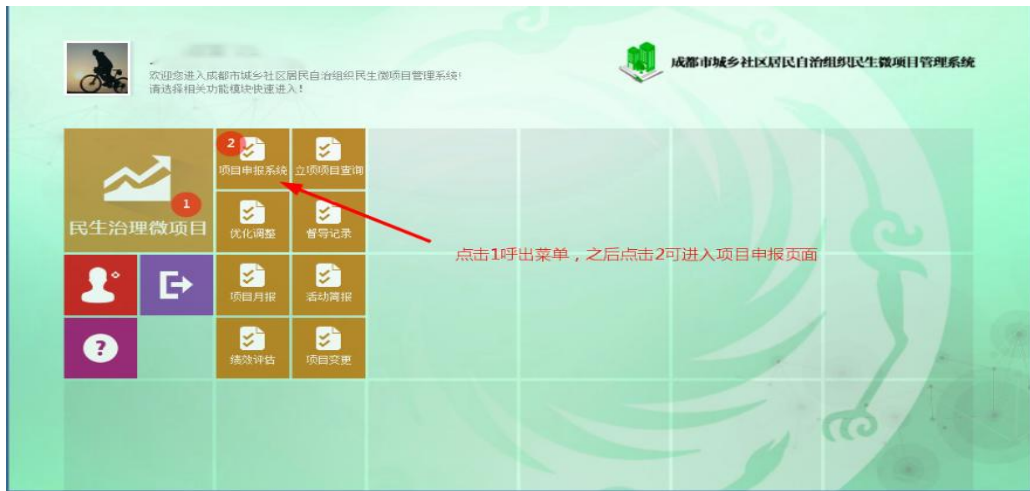 欢迎您进入成都市城乡社区居民自治组织民生微项目管理系统!
请选择相关功能模块快速进入!
成都市城乡社区居民自治组织民生微项目管理系统
2
项目申报系统
立项项目查询
1
民生治理微项目
优化调整
督导记录
点击1呼出菜单，之后点击2可进入项目申报页面
项目月报
活动简报
?
绩效评估
项目变更